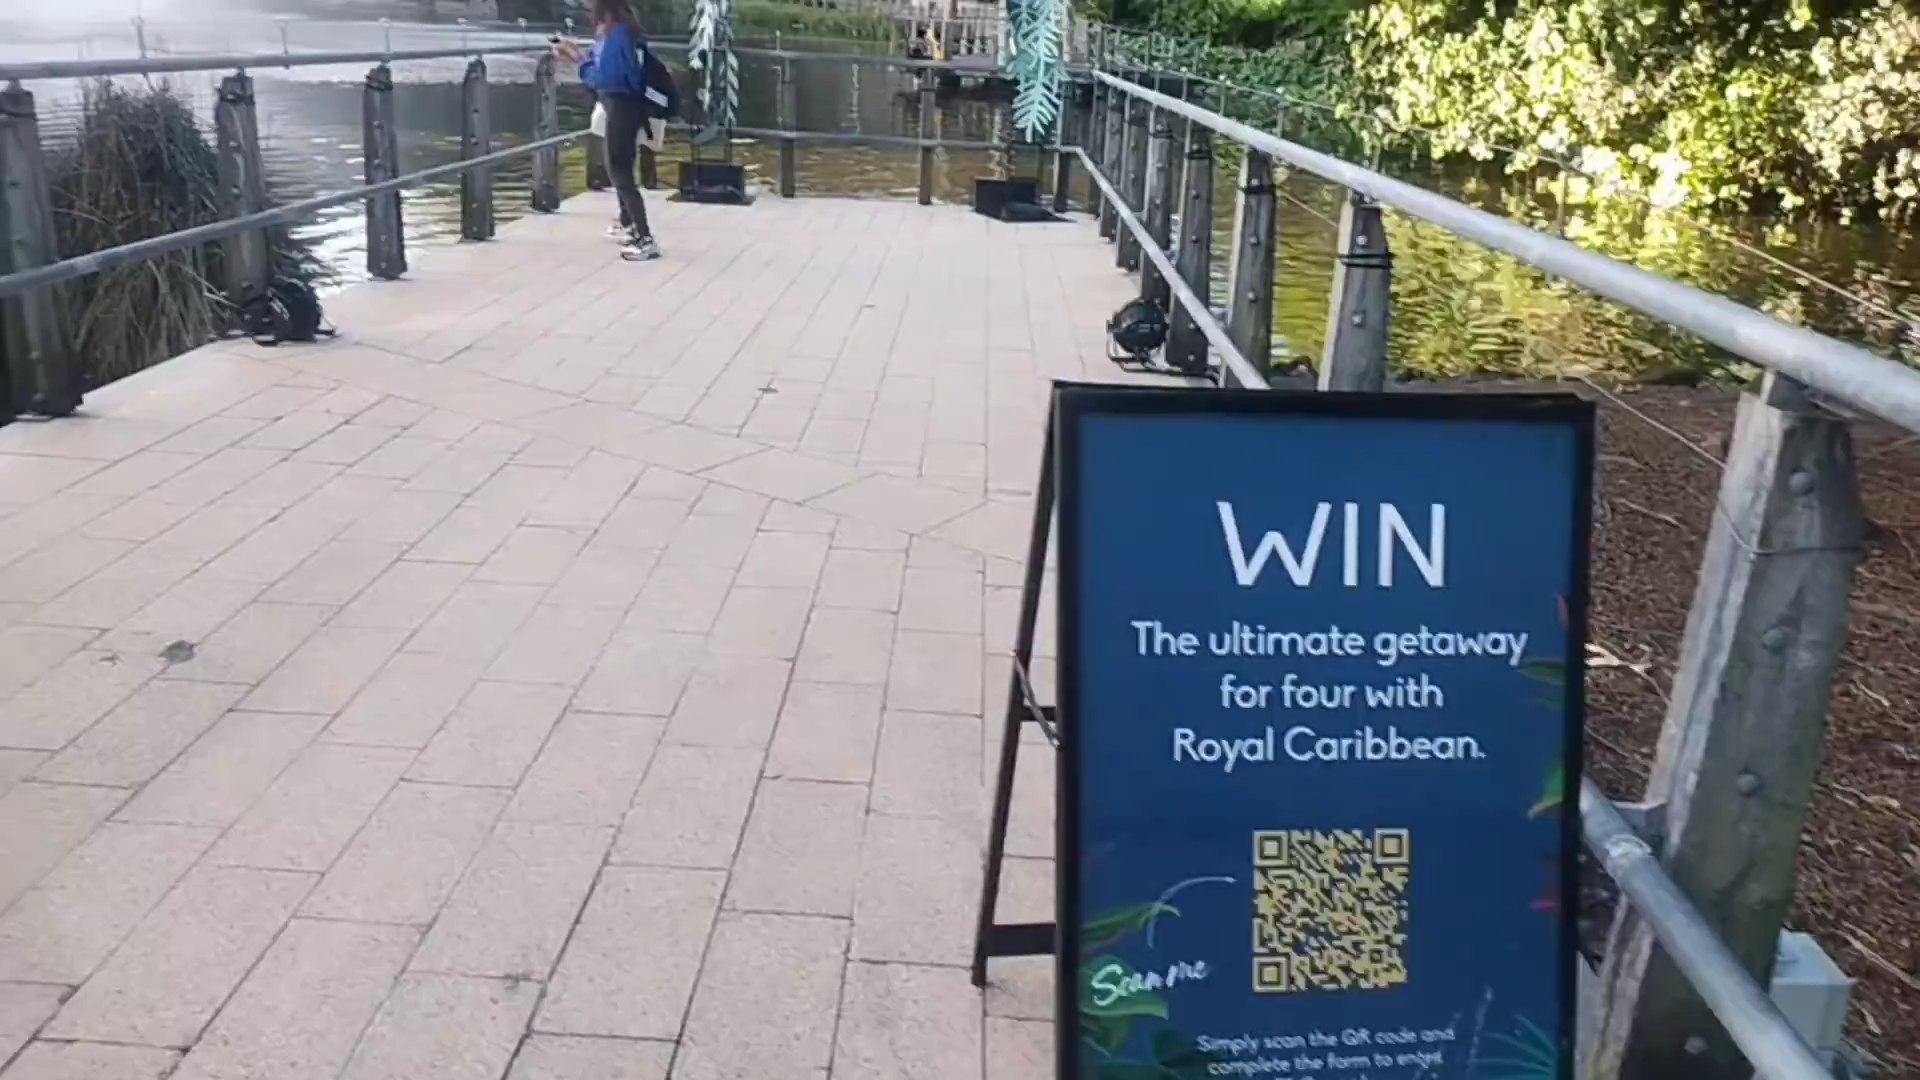 WIN
The ultimate getaway
for four with
Royal Caribbean.
Scan me
Simply scan the QR code and
complete the form to enter